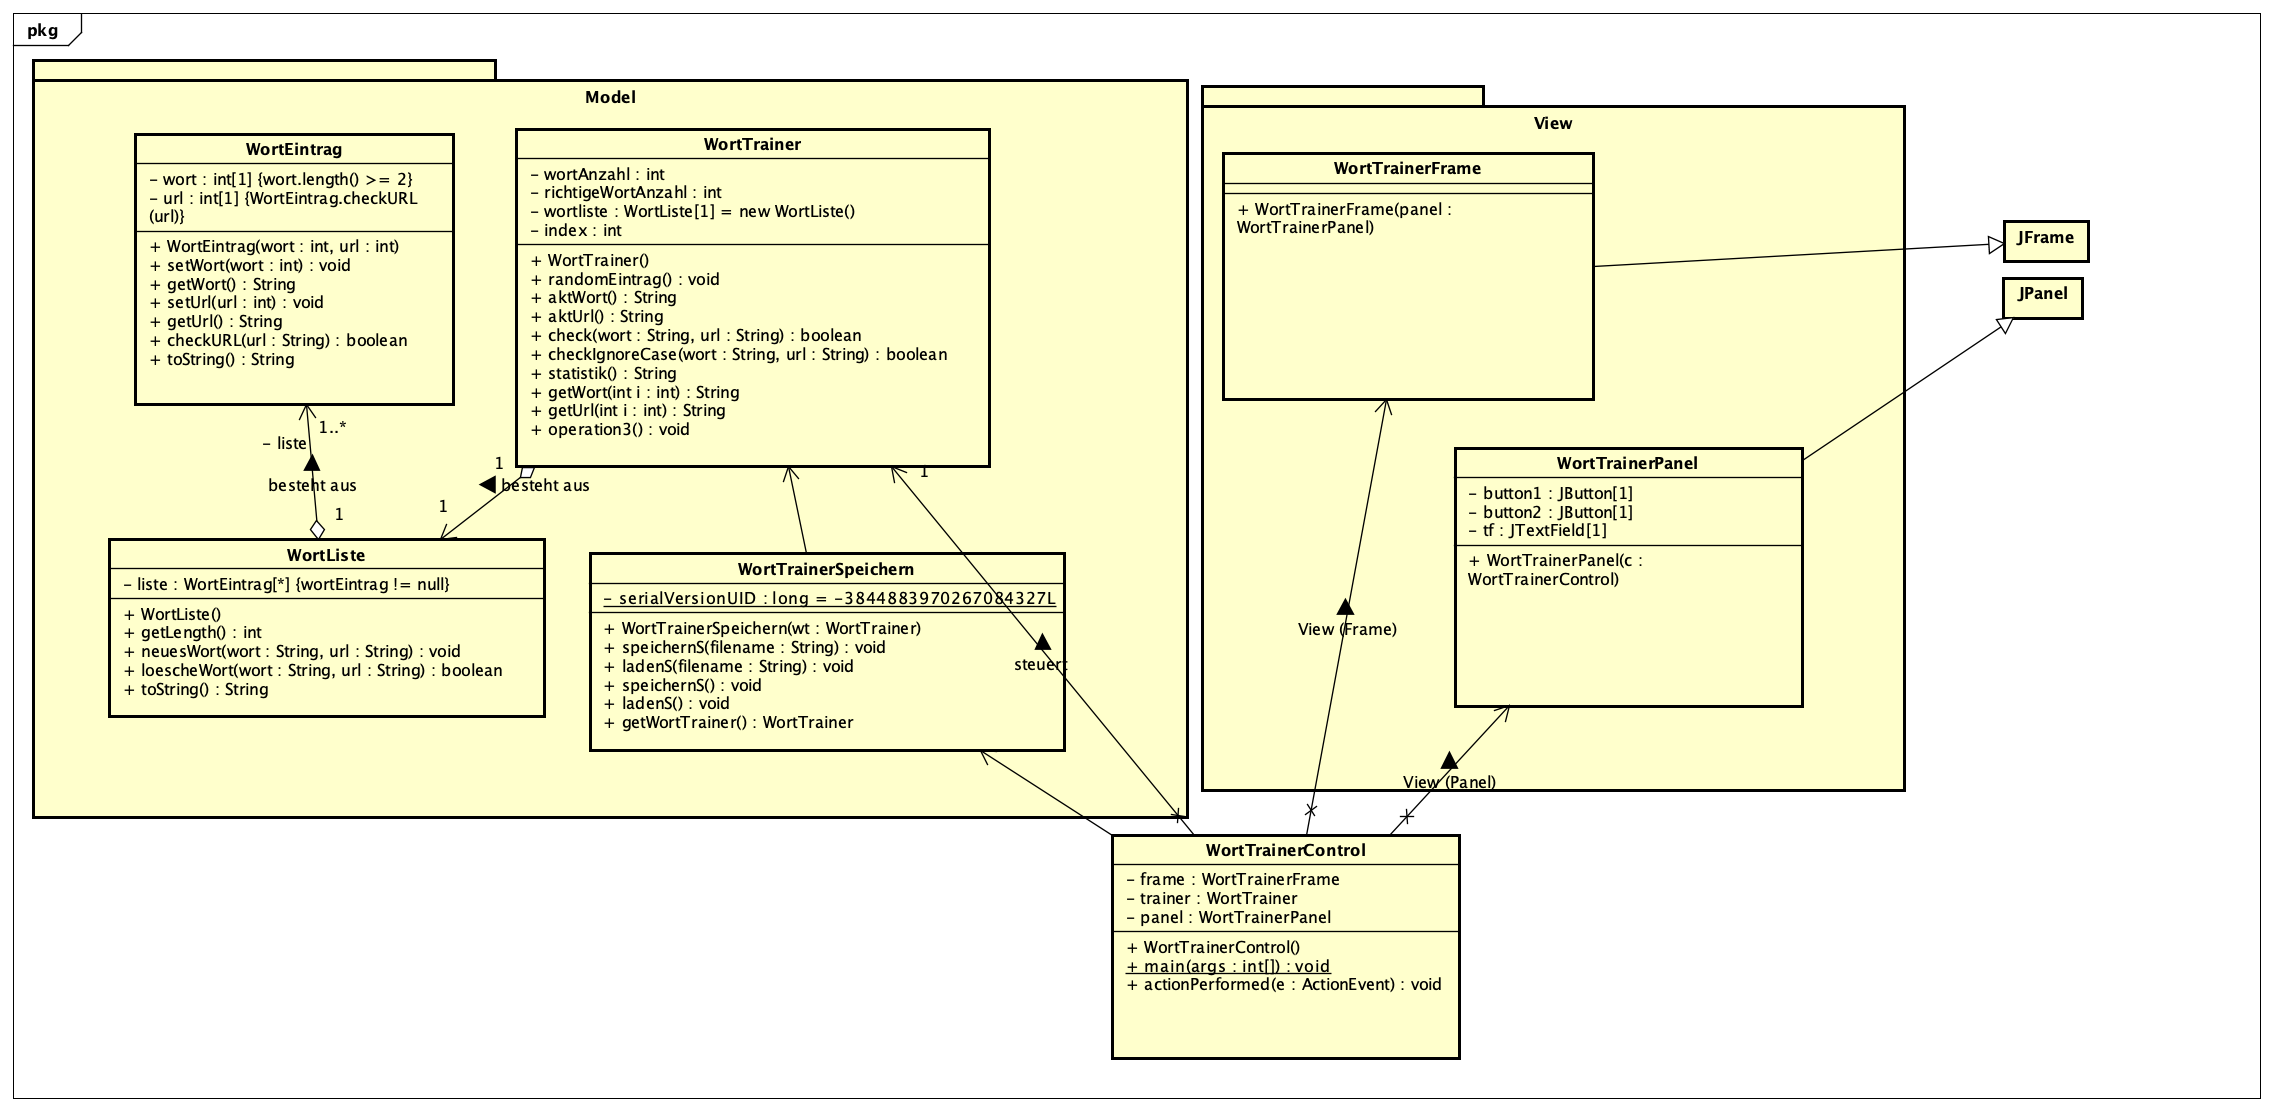 pkg
Model
WortEintrag
- wort : int[1] {wort.length() >= 2}
- url : int[1] {WortEintrag.checkURL
(url)}
+ WortEintrag(wort : int, url : int)
+ setWort(wort : int) : void
+ getWort() : String
+ setUrl(url : int) : void
+ getUrl() : String
+ checkURL(url : String) : boolean
+ toString() : String
WortTrainer
- wortAnzahl : int
- richtigeWortAnzahl : int
- wortliste : WortListe[1] = new WortListe()
- index : int
+ WortTrainer()
+ randomEintrag() : void
+ aktWort() : String
+ aktUrl() : String
+ check(wort : String, url : String) : boolean
+ checkIgnoreCase(wort : String, url : String) : boolean
+ statistik() : String
+ getWort(int i : int) : String
+ getUrl(int i : int) : String
+ operation3() : void
1..*
- liste
besteht aus
1
1
besteht aus
1
1
WortListe
- liste : WortEintrag[*] {wortEintrag != null}
+ WortListe()
+ getLength() : int
+ neuesWort(wort : String, url : String) : void
+ loescheWort(wort : String, url : String) : boolean
+ toString() : String
WortTrainerSpeichern
- serialVersionUID : long = -3844883970267084327L
+ WortTrainerSpeichern(wt : WortTrainer)
+ speichernS(filename : String) : void
+ ladenS(filename : String) : void
+ speichernS() : void
+ ladenS() : void
+ getWortTrainer() : WortTrainer
steuert
View
WortTrainerFrame
+ WortTrainerFrame(panel :
WortTrainerPanel)
JFrame
JPanel
WortTrainerPanel
- button1 : JButton[1]
- button2 : JButton[1]
- tf : JTextField[1]
+ WortTrainerPanel(c :
WortTrainerControl)
View (Frame)
View (Panel)
WortTrainerControl
- frame : WortTrainerFrame
- trainer : WortTrainer
- panel : WortTrainerPanel
+ WortTrainerControl()
+ main(args : int[]) : void
+ actionPerformed(e : ActionEvent) : void